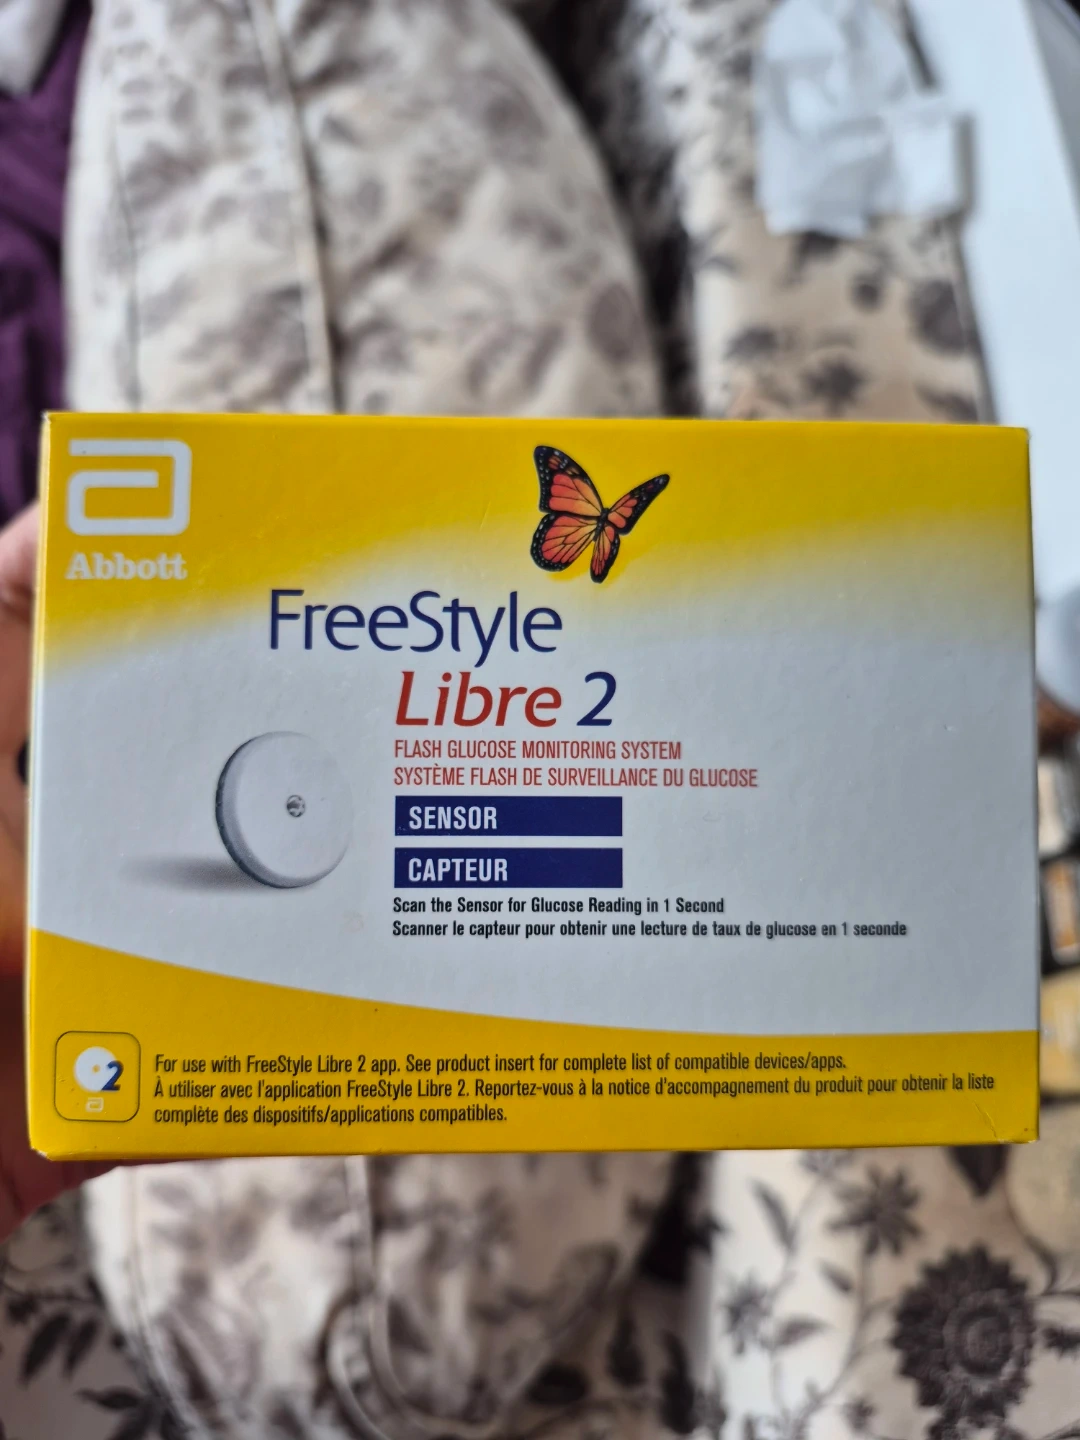 Abbott
FreeStyle
Libre 2
FLASH GLUCOSE MONITORING SYSTEM
SYSTÈME FLASH DE SURVEILLANCE DU GLUCOSE
SENSOR
CAPTEUR
Scan the Sensor for Glucose Reading in 1 Second
Scanner le capteur pour obtenir une lecture de taux de glucose en 1 seconde
2
For use with FreeStyle Libre 2 app. See product insert for complete list of compatible devices/apps.
À utiliser avec l'application FreeStyle Libre 2. Reportez-vous à la notice d'accompagnement du produit pour obtenir la liste
complète des dispositifs/applications compatibles.